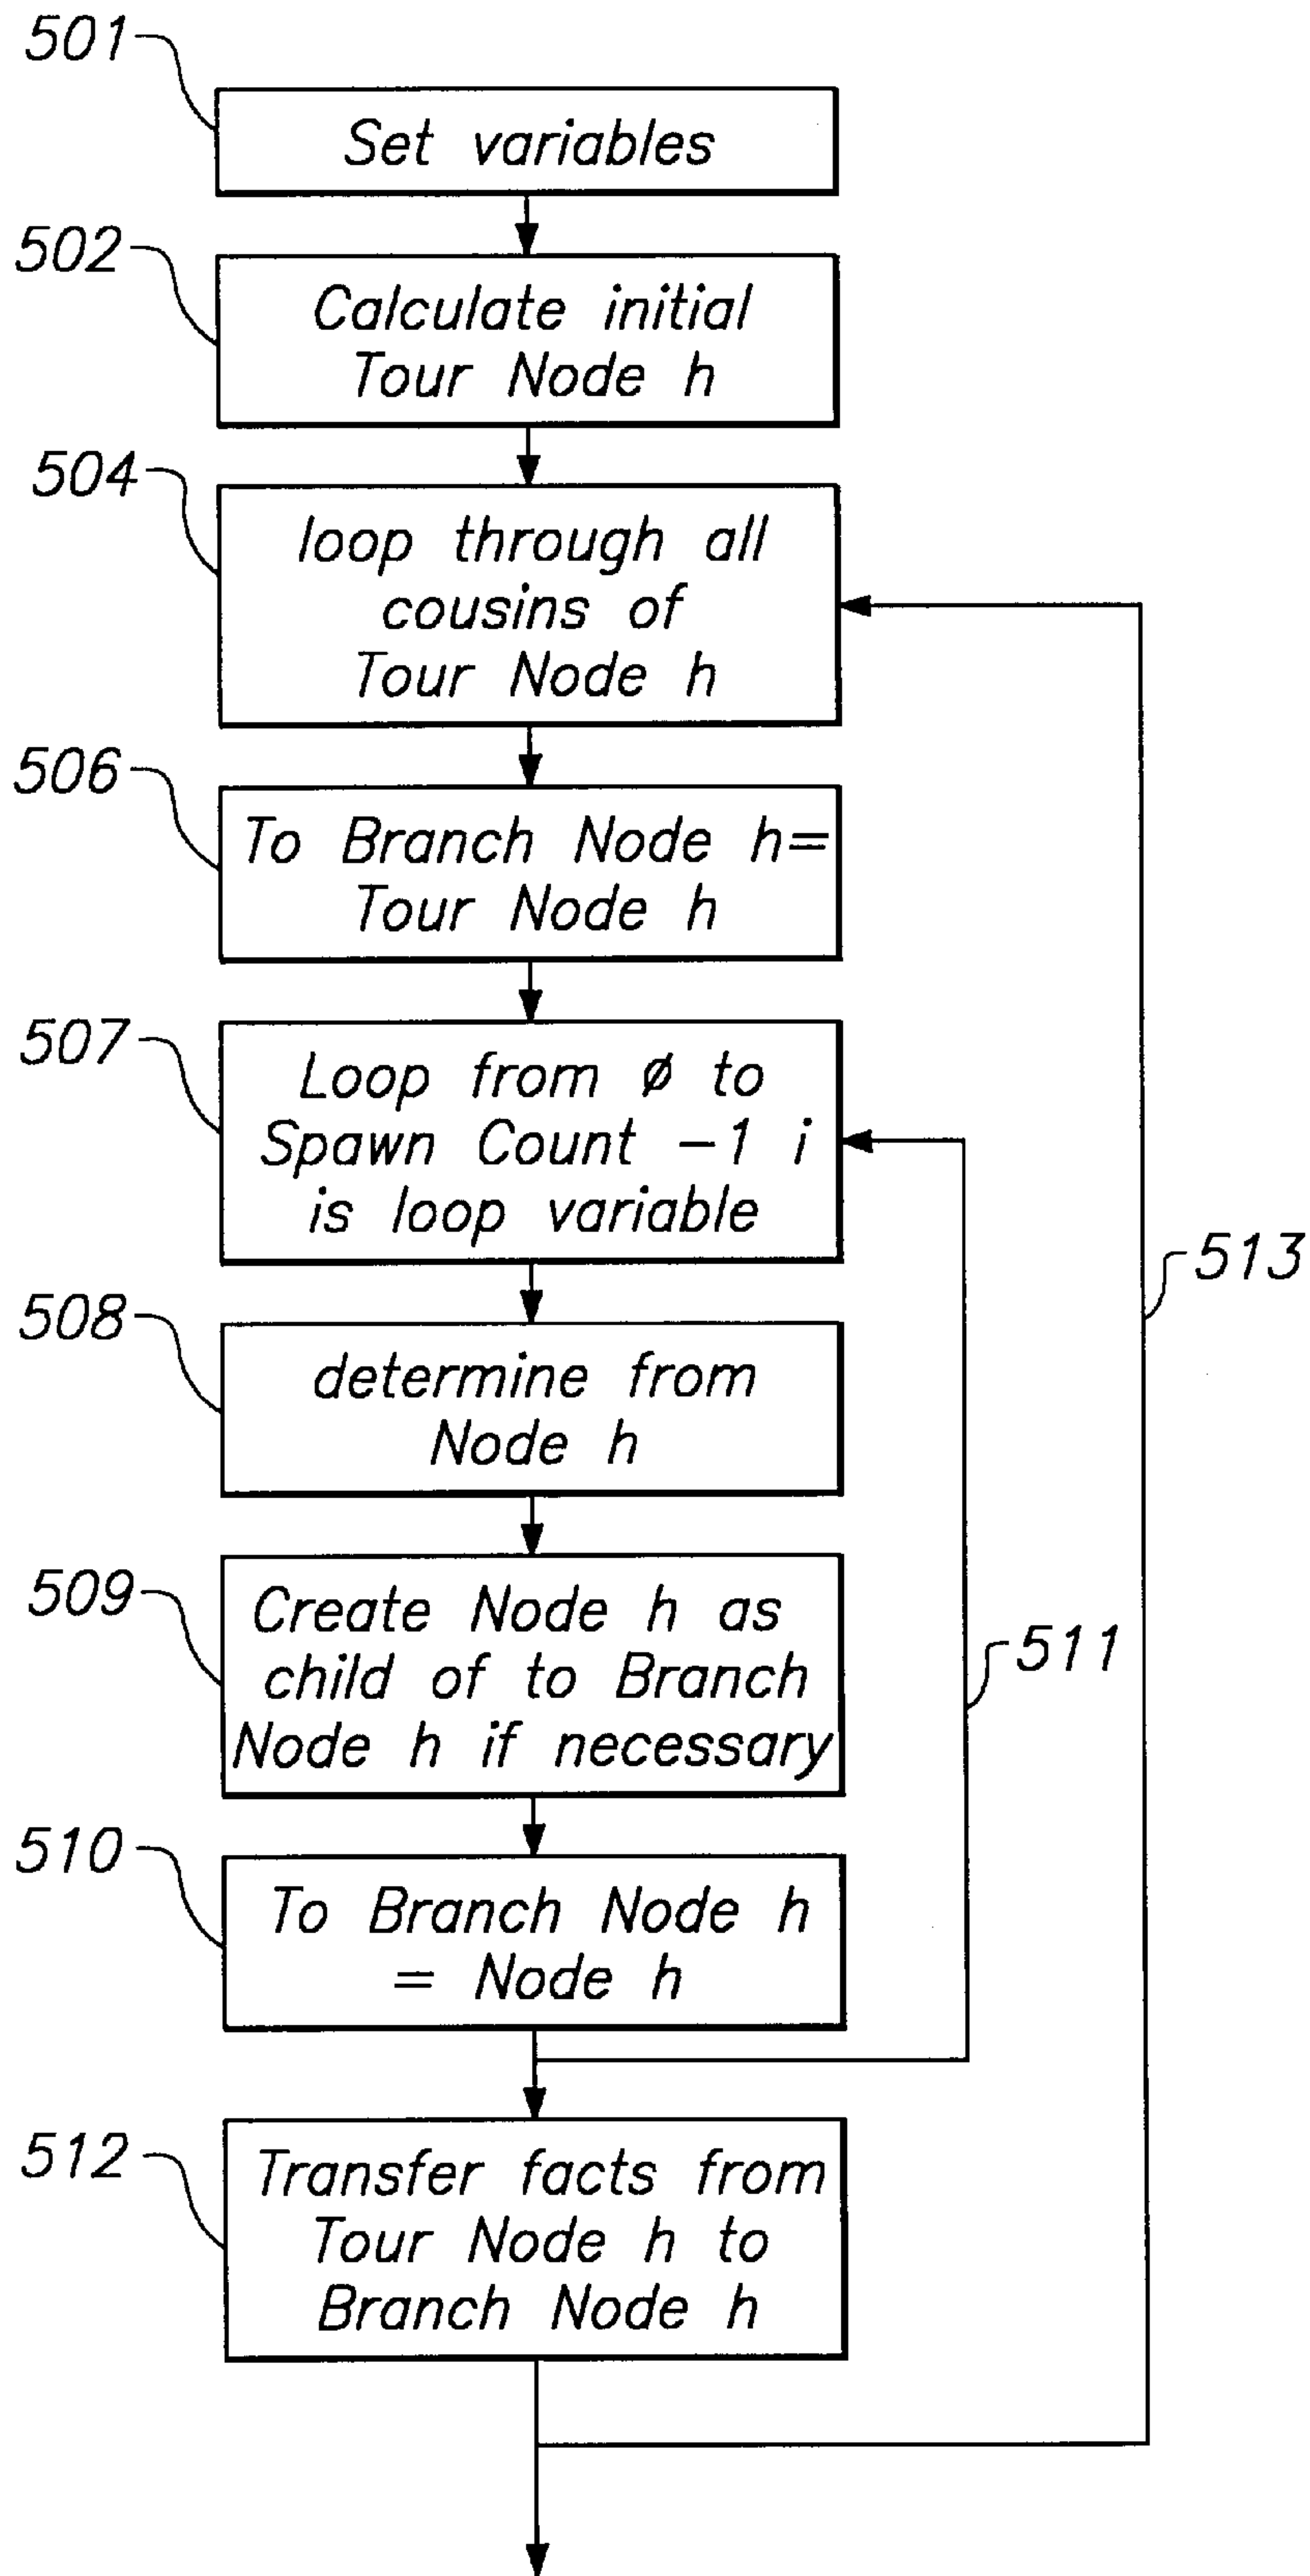 501
Set variables
502
Calculate initial
Tour Node h
504
loop through all
cousins of
Tour Node h
506
To Branch Node h=
Tour Node h
507
Loop from ø to
Spawn Count -1 i
is loop variable
513
508
determine from
Node h
509
Create Node h as
child of to Branch
Node h if necessary
511
510
To Branch Node h
= Node h
512
Transfer facts from
Tour Node h to
Branch Node h